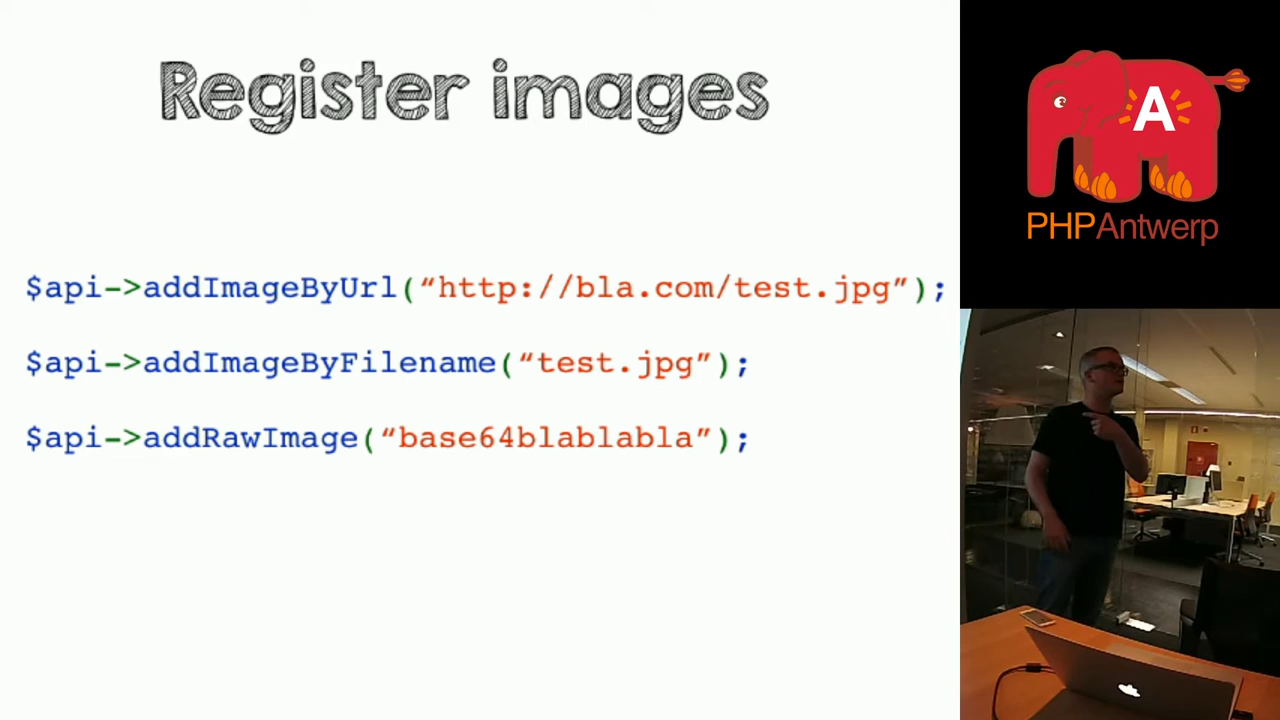 Register images
$api->addImageByUrl(“http://bla.com/test.jpg”);
$api->addImageByFilename(“test.jpg”);
$api->addRawImage(“base64blablabla”);
A
PHPAntwerp